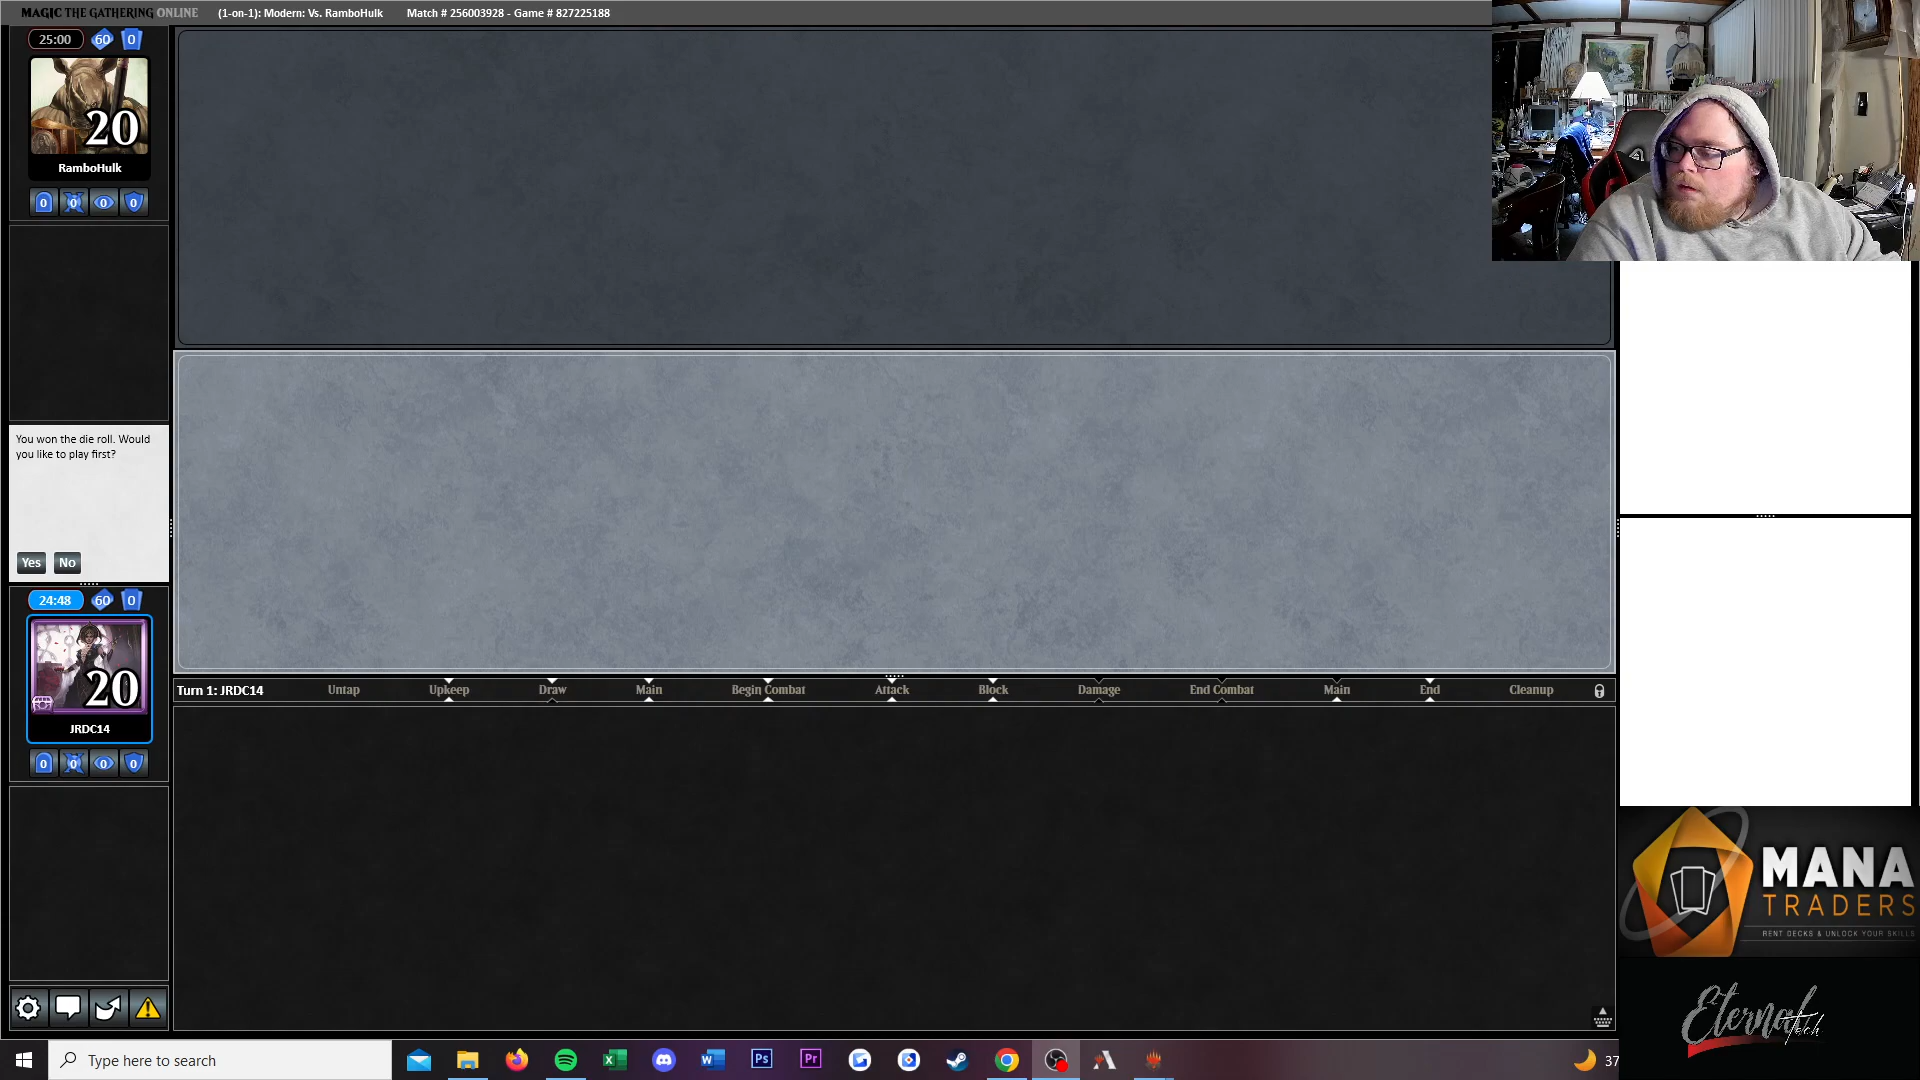 MAGIC THE GATHERING ONLINE (1-on-1): Modern: Vs. RamboHulk Match # 256003928 - Game # 827225188
25:00 60 0
20
RamboHulk
0 0 0 0
You won the die roll. Would
you like to play first?
Yes No
24:48 60 0
20
JRDC14
0 0 0 0
Turn 1: JRDC14 Untap Upkeep Draw Main Begin Combat Attack Block Damage End Combat Main End Cleanup
MANA
TRADERS
RENT DECKS & UNLOCK YOUR SKILLS
Eternal
Tech
Type here to search
W
Ps
Pr
37